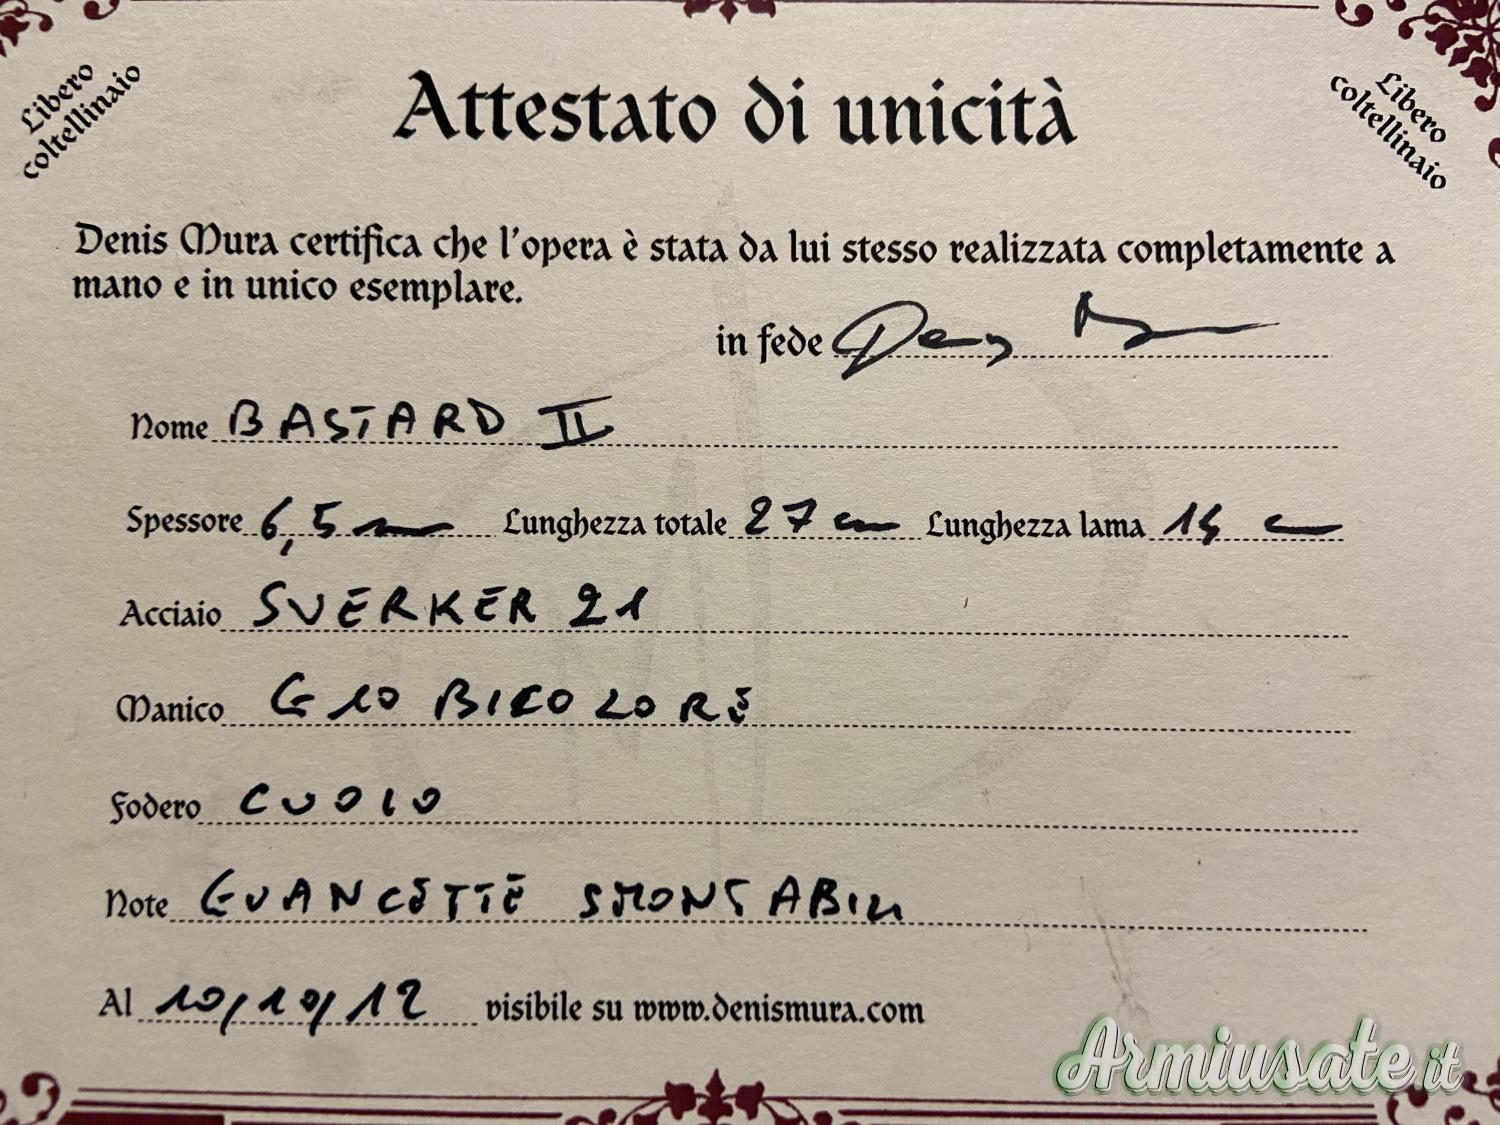 Libero
coltellinaio
Libero
coltellinaio
Attestato di unicità
Denis Mura certifica che l'opera è stata da lui stesso realizzata completamente a
mano e in unico esemplare.
in fede
Nome BASTARD II
Spessore 6,5 mm Lunghezza totale 27 cm Lunghezza lama cm
Acciaio SVERKER 21
Manico G10 BICOLORE
Fodero CUOIO
Note GUANCETTE SMONTABILI
Al 10/10/12 visibile su www.denismura.com
Armiusate.it